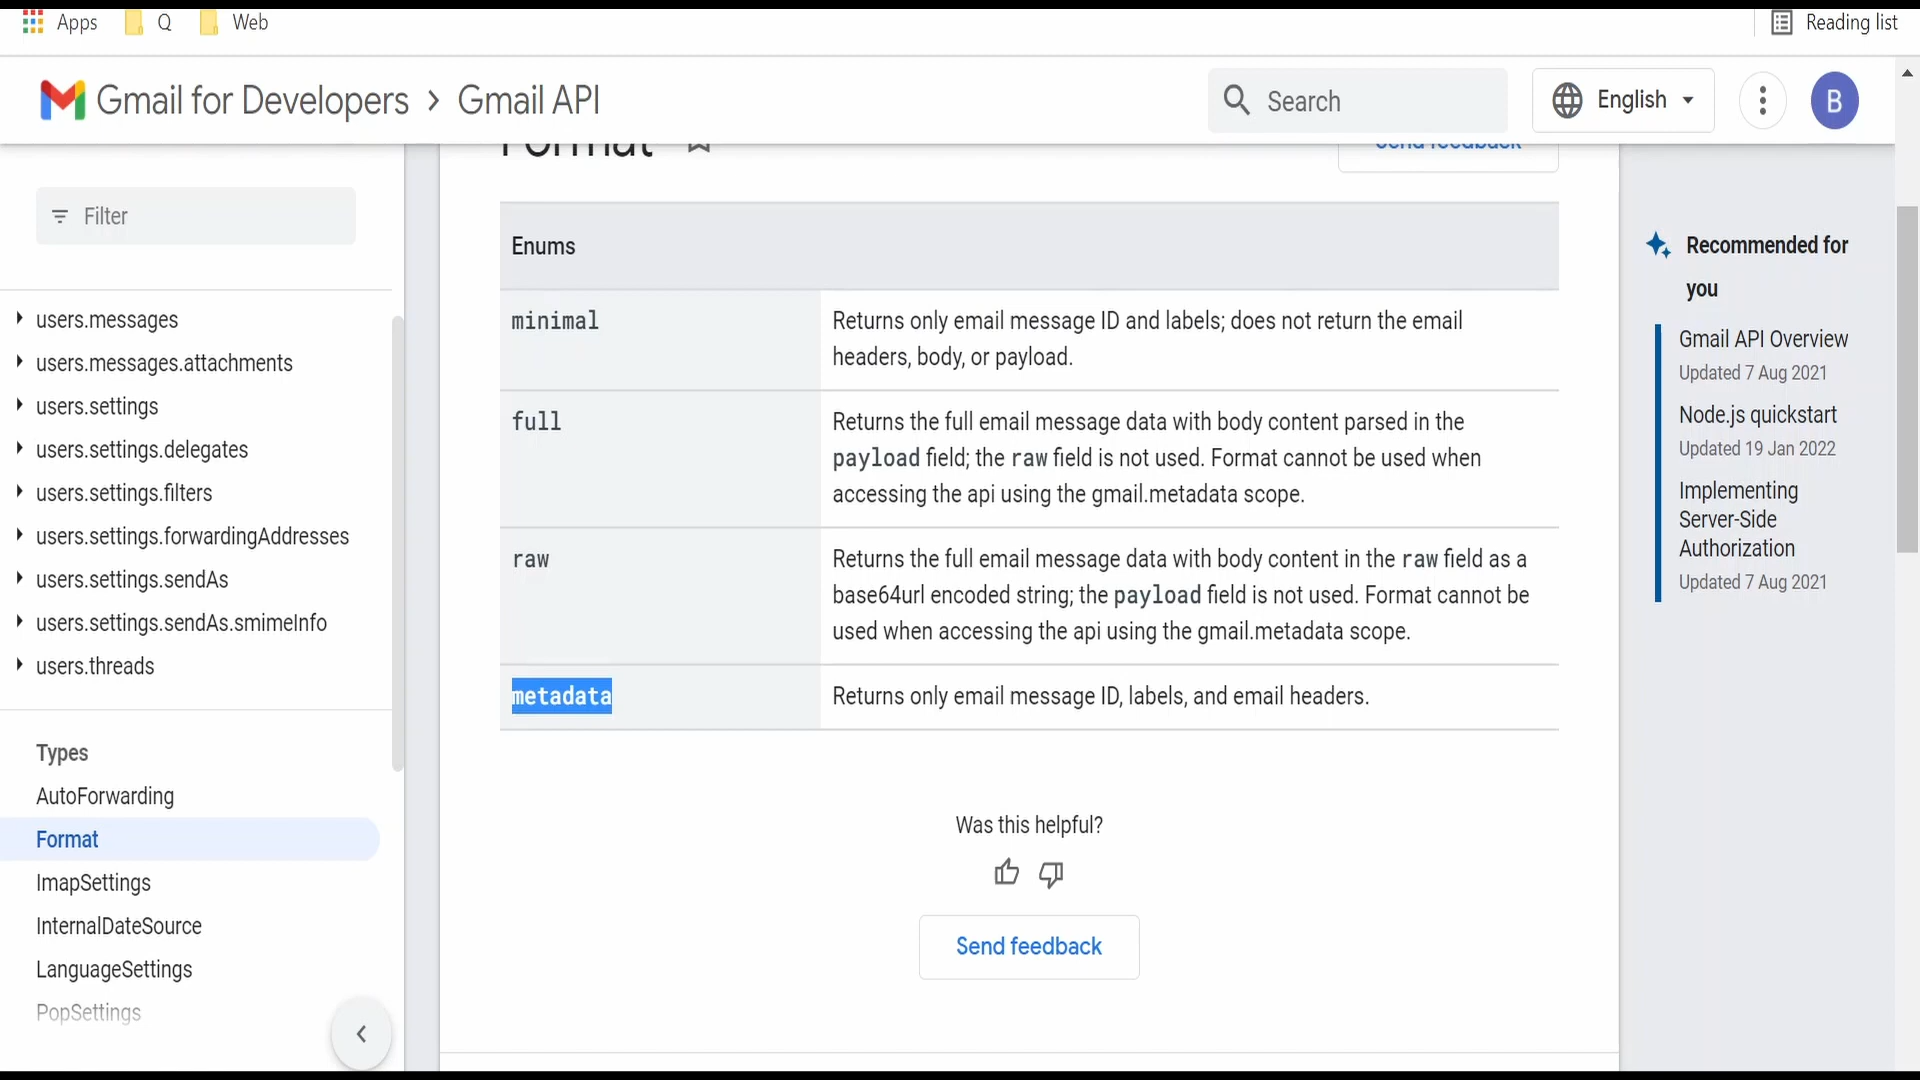 Apps
Q
Web
Reading list
Gmail for Developers
Gmail API
Search
English
B
Format
Send feedback
Filter
users.messages
users.messages.attachments
users.settings
users.settings.delegates
users.settings.filters
users.settings.forwardingAddresses
users.settings.sendAs
users.settings.sendAs.smimeInfo
users.threads
Types
AutoForwarding
Format
ImapSettings
InternalDateSource
LanguageSettings
PopSettings
Enums
minimal
Returns only email message ID and labels; does not return the email
headers, body, or payload.
full
Returns the full email message data with body content parsed in the
payload field; the raw field is not used. Format cannot be used when
accessing the api using the gmail.metadata scope.
raw
Returns the full email message data with body content in the raw field as a
base64url encoded string; the payload field is not used. Format cannot be
used when accessing the api using the gmail.metadata scope.
metadata
Returns only email message ID, labels, and email headers.
Was this helpful?
Send feedback
Recommended for
you
Gmail API Overview
Updated 7 Aug 2021
Node.js quickstart
Updated 19 Jan 2022
Implementing
Server-Side
Authorization
Updated 7 Aug 2021